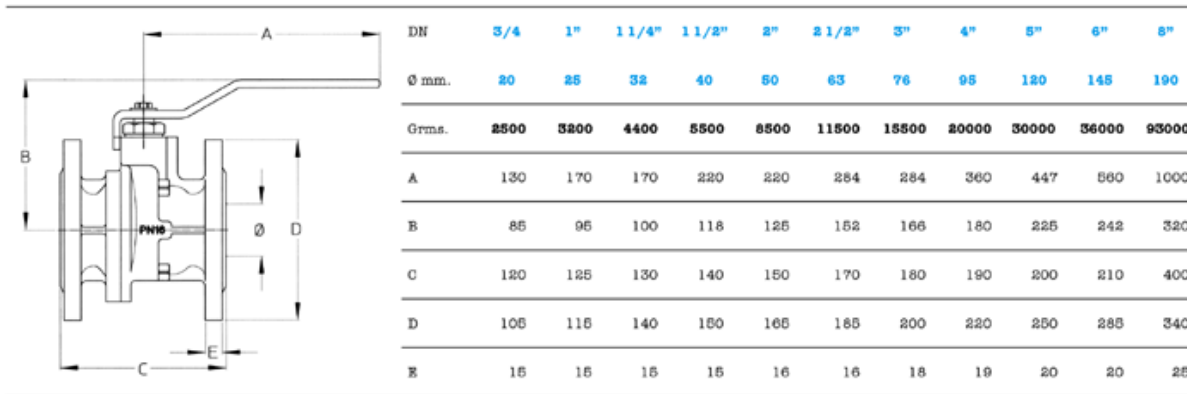 A
B
PN16
Ø
D
E
C
DN 3/4 1" 1 1/4" 1 1/2" 2" 2 1/2" 3" 4" 5" 6" 8"
Ø mm. 20 25 32 40 50 63 76 95 120 145 190
Grms. 2500 3200 4400 5500 8500 11500 15500 20000 30000 36000 93000
A 130 170 170 220 220 284 284 360 447 560 1000
B 85 95 100 118 125 152 166 180 225 242 320
C 120 125 130 140 150 170 180 190 200 210 400
D 105 115 140 150 165 185 200 220 250 285 340
E 15 15 15 15 16 16 18 19 20 20 25